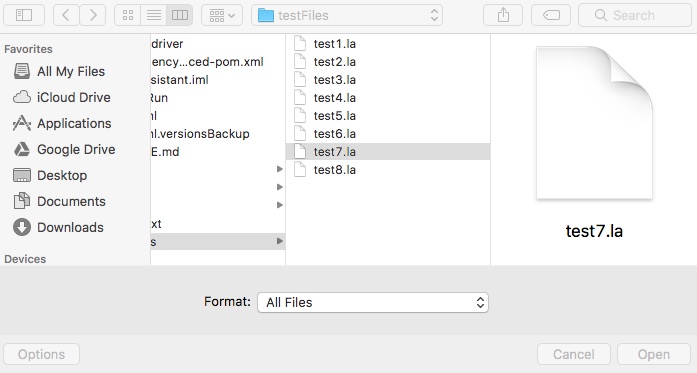 testFiles
Search
Favorites
All My Files
iCloud Drive
Applications
Google Drive
Desktop
Documents
Downloads
Devices
driver
ency...ced-pom.xml
sistant.iml
Run
ml
ml.versionsBackup
E.md
xt
s
test1.la
test2.la
test3.la
test4.la
test5.la
test6.la
test7.la
test8.la
test7.la
Format: All Files
Options
Cancel
Open